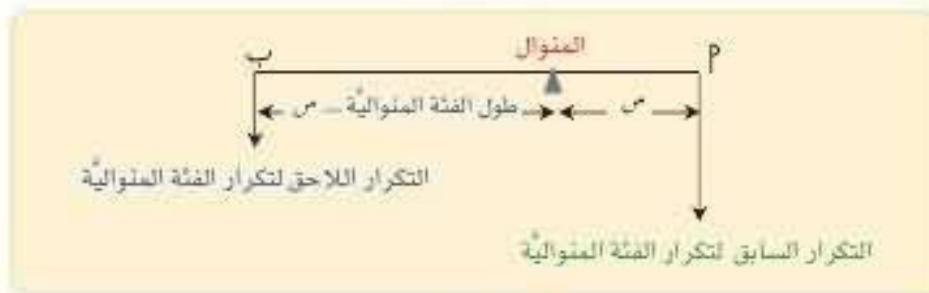 المنوال
ب
أ
طول الفئة المنواليَّة – س
س
التكرار اللاحق لتكرار الفئة المنواليَّة
التكرار السابق لتكرار الفئة المنواليَّة